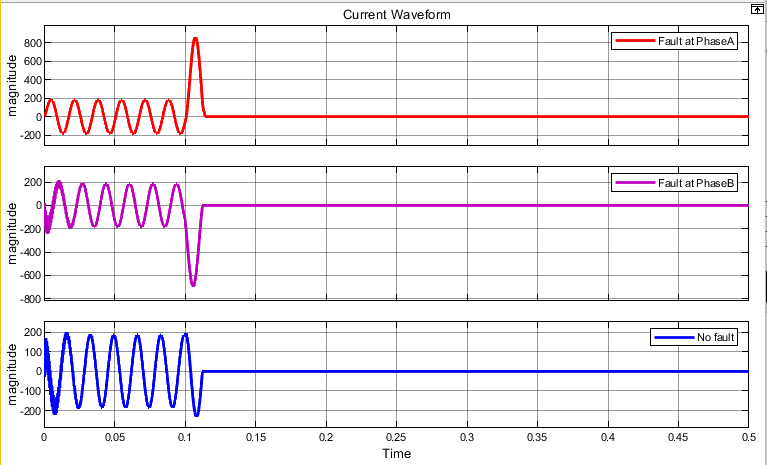 Current Waveform
800
600
400
200
0
-200
magnitude
Fault at PhaseA
200
0
-200
-400
-600
-800
magnitude
Fault at PhaseB
200
100
0
-100
-200
magnitude
No fault
0 0.05 0.1 0.15 0.2 0.25 0.3 0.35 0.4 0.45 0.5
Time